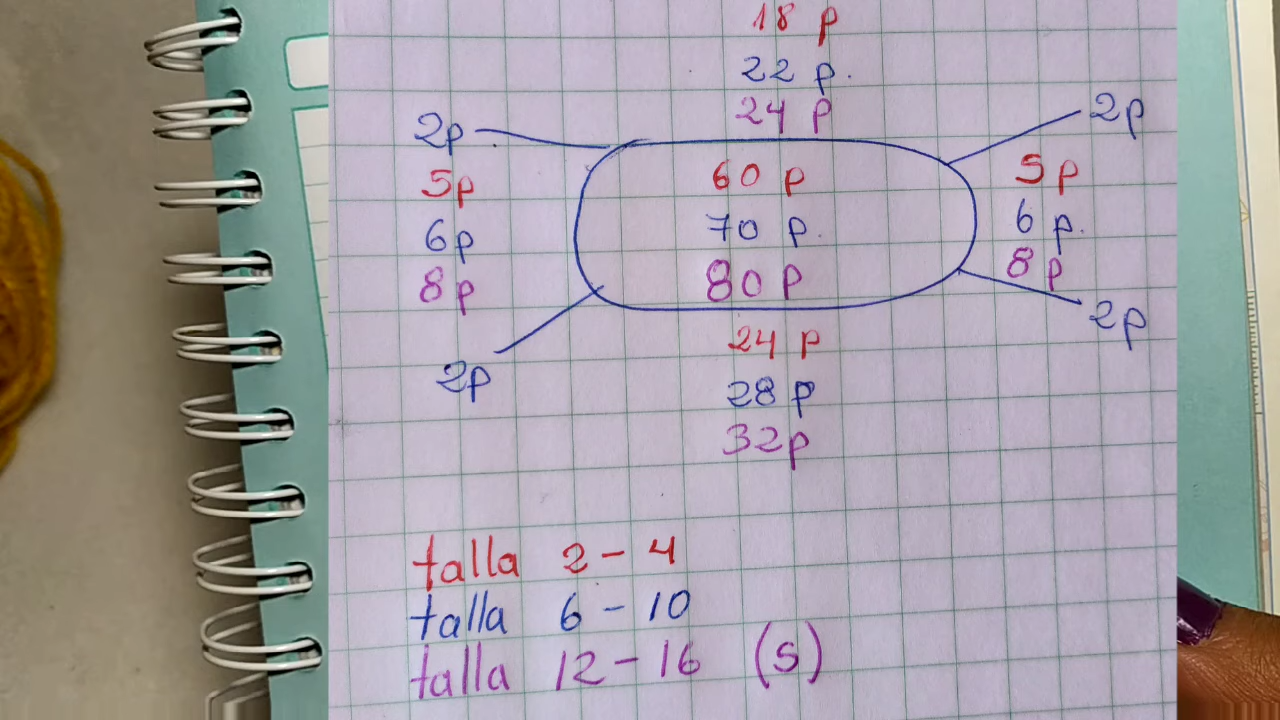 18 p
22 p.
24 p
2p
2p
5p
60 p
5p
6p
70 p.
6 p.
8p
80 p
8 p
2p
24 p
2p
28 p
32p
talla 2 - 4
talla 6 - 10
talla 12 - 16 (S)